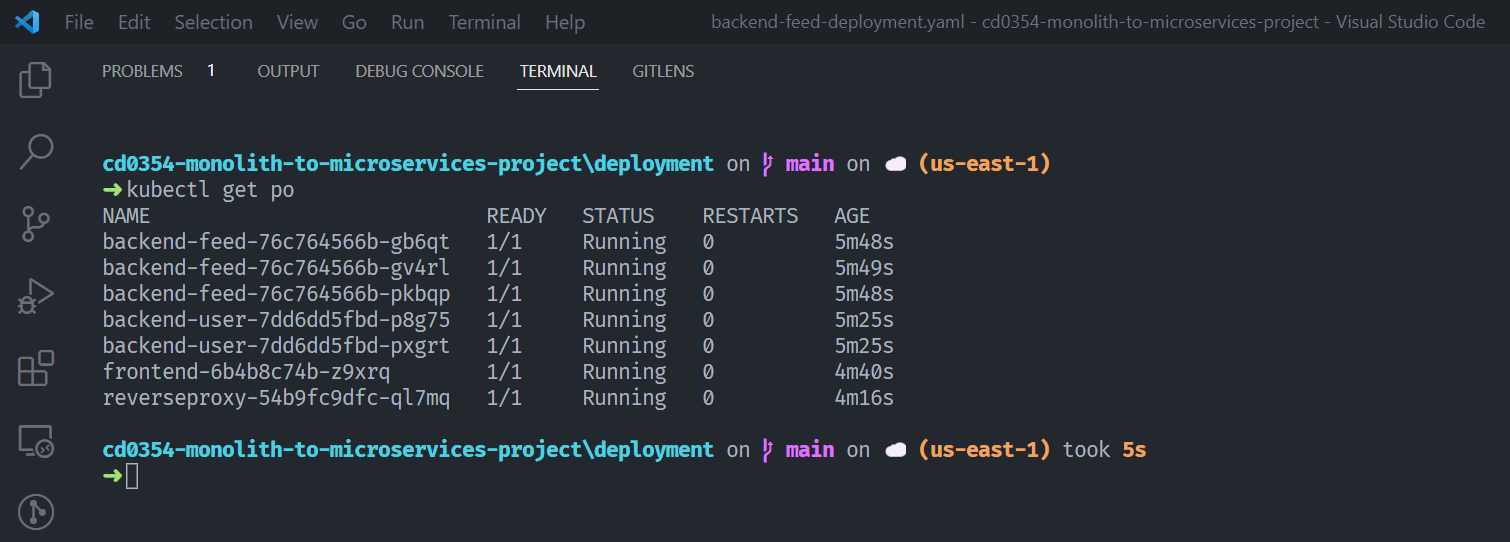 File Edit Selection View Go Run Terminal Help backend-feed-deployment.yaml - cd0354-monolith-to-microservices-project - Visual Studio Code
PROBLEMS 1 OUTPUT DEBUG CONSOLE TERMINAL GITLENS
cd0354-monolith-to-microservices-project\deployment on main on ☁ (us-east-1)
➜ kubectl get po
NAME READY STATUS RESTARTS AGE
backend-feed-76c764566b-gb6qt 1/1 Running 0 5m48s
backend-feed-76c764566b-gv4rl 1/1 Running 0 5m49s
backend-feed-76c764566b-pkbqp 1/1 Running 0 5m48s
backend-user-7dd6dd5fbd-p8g75 1/1 Running 0 5m25s
backend-user-7dd6dd5fbd-pxgrt 1/1 Running 0 5m25s
frontend-6b4b8c74b-z9xrq 1/1 Running 0 4m40s
reverseproxy-54b9fc9dfc-ql7mq 1/1 Running 0 4m16s
cd0354-monolith-to-microservices-project\deployment on main on ☁ (us-east-1) took 5s
➜